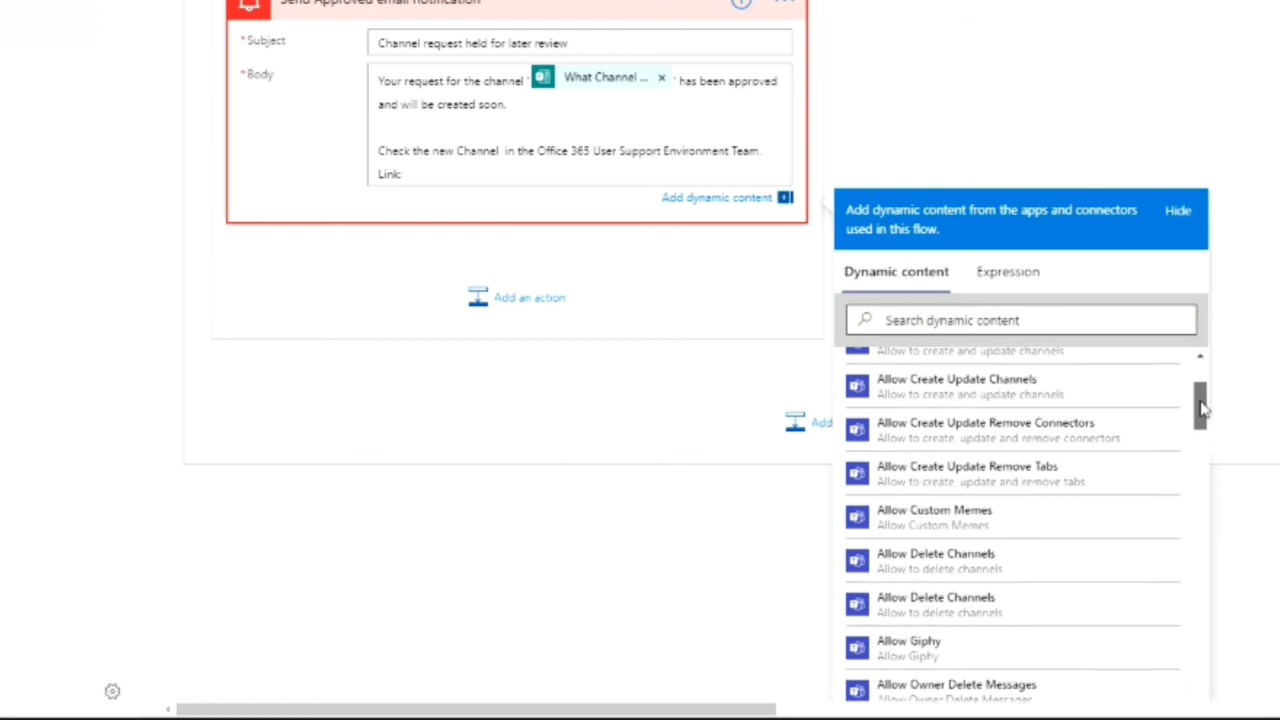 Send Approved email notification
* Subject
Channel request held for later review
* Body
Your request for the channel ' What Channel ... × ' has been approved
and will be created soon.
Check the new Channel in the Office 365 User Support Environment Team.
Link:
Add dynamic content
Add an action
Add
Add dynamic content from the apps and connectors
used in this flow.
Hide
Dynamic content
Expression
Search dynamic content
Allow to create and update channels
Allow Create Update Channels
Allow to create and update channels
Allow Create Update Remove Connectors
Allow to create, update and remove connectors
Allow Create Update Remove Tabs
Allow to create, update and remove tabs
Allow Custom Memes
Allow Custom Memes
Allow Delete Channels
Allow to delete channels
Allow Delete Channels
Allow to delete channels
Allow Giphy
Allow Giphy
Allow Owner Delete Messages
Allow Owner Delete Messages